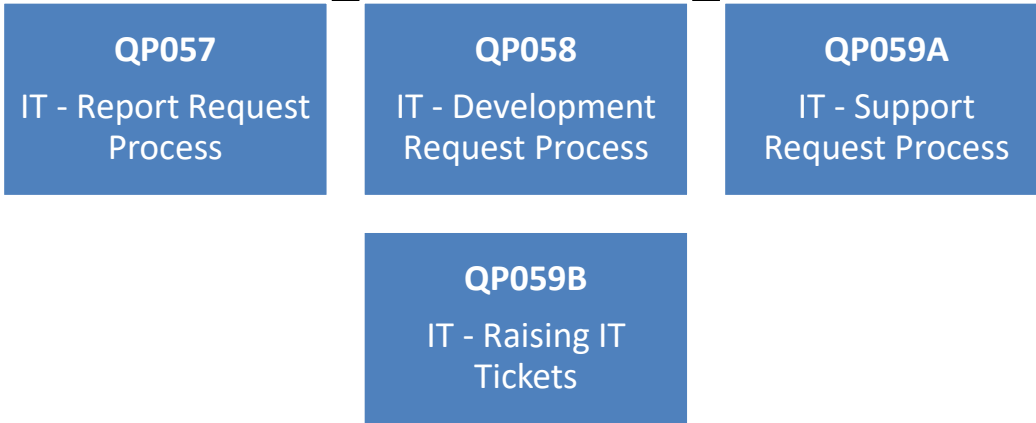 QP057
IT - Report Request
Process
QP058
IT - Development
Request Process
QP059A
IT - Support
Request Process
QP059B
IT - Raising IT
Tickets